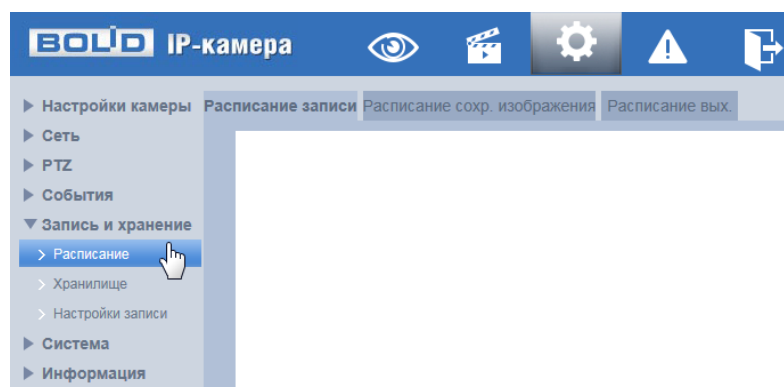 BOLID IP-камера
Настройки камеры
Расписание записи Расписание сохр. изображения Расписание вых.
Сеть
PTZ
События
Запись и хранение
Расписание
Хранилище
Настройки записи
Система
Информация